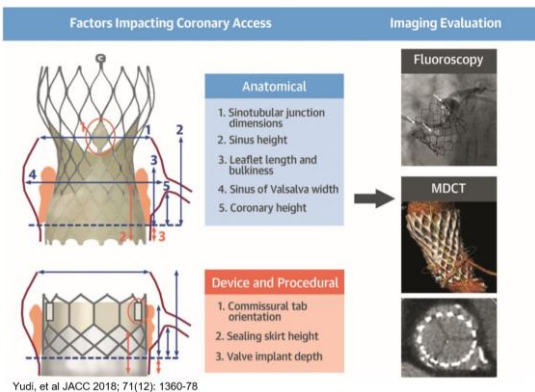 Factors Impacting Coronary Access
Imaging Evaluation
Anatomical
1. Sinotubular junction
dimensions
2. Sinus height
3. Leaflet length and
bulkiness
4. Sinus of Valsalva width
5. Coronary height
Device and Procedural
1. Commissural tab
orientation
2. Sealing skirt height
3. Valve implant depth
Fluoroscopy
MDCT
1
1
2
3
4
5
2
3
Yudi, et al JACC 2018; 71(12): 1360-78